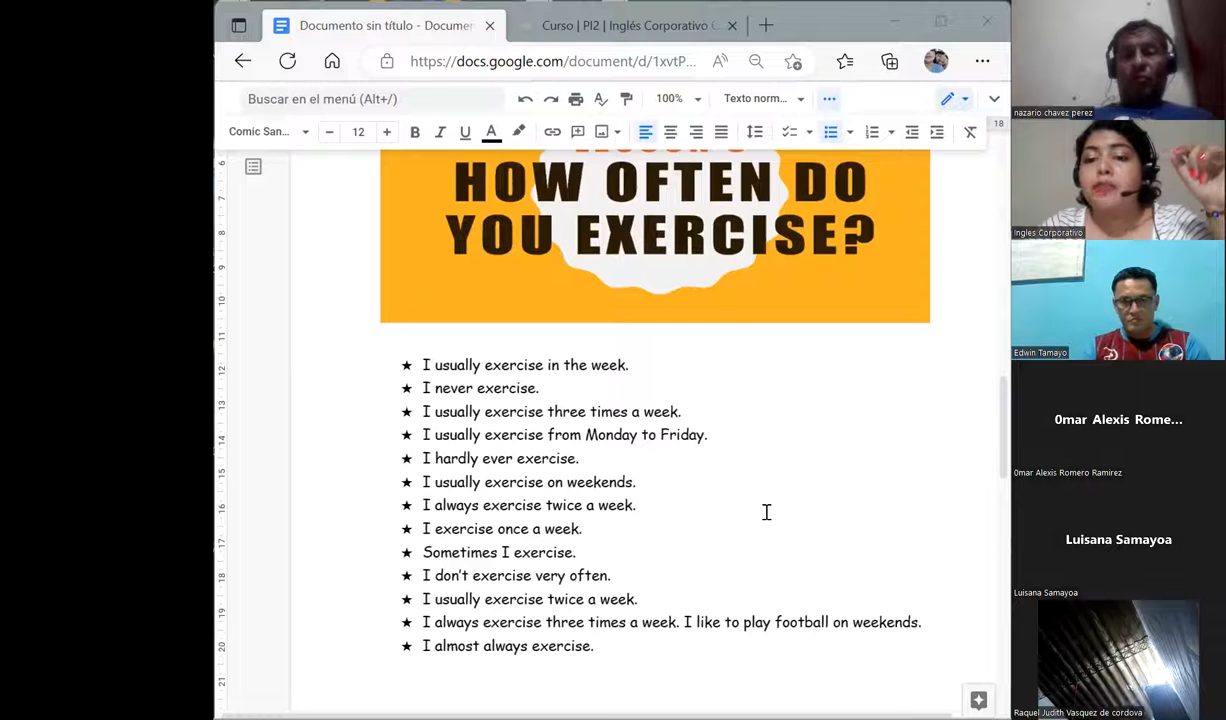 Documento sin título - Documen
Curso | PI2 | Inglés Corporativo
https://docs.google.com/document/d/1xvtP...
Buscar en el menú (Alt+/)
100%
Texto norm...
Comic San...
12
18
HOW OFTEN DO
YOU EXERCISE?
★ I usually exercise in the week.
★ I never exercise.
★ I usually exercise three times a week.
★ I usually exercise from Monday to Friday.
★ I hardly ever exercise.
★ I usually exercise on weekends.
★ I always exercise twice a week.
★ I exercise once a week.
★ Sometimes I exercise.
★ I don't exercise very often.
★ I usually exercise twice a week.
★ I always exercise three times a week. I like to play football on weekends.
★ I almost always exercise.
nazario chavez perez
Ingles Corporativo
Edwin Tamayo
0mar Alexis Rome...
0mar Alexis Romero Ramirez
Luisana Samayoa
Luisana Samayoa
Raquel Judith Vasquez de cordova